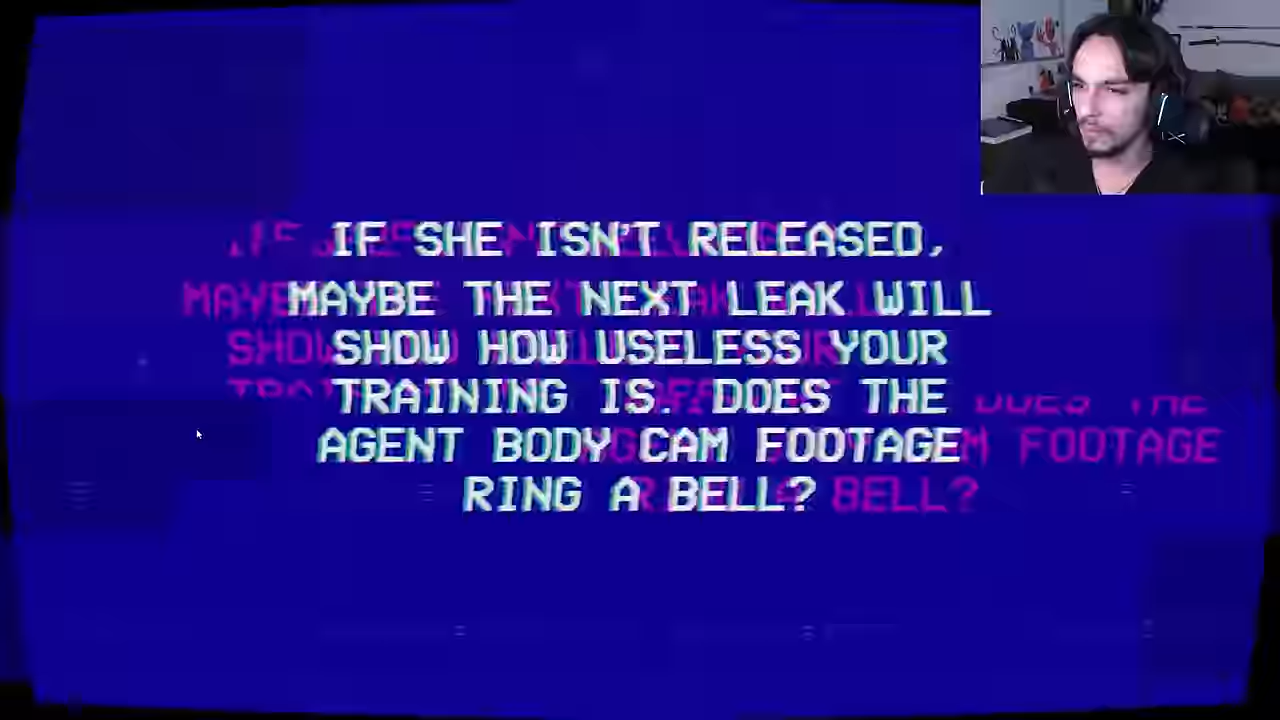 IF SHE ISN'T RELEASED,
MAYBE THE NEXT LEAK WILL
SHOW HOW USELESS YOUR
TRAINING IS. DOES THE
AGENT BODY CAM FOOTAGE
RING A BELL?